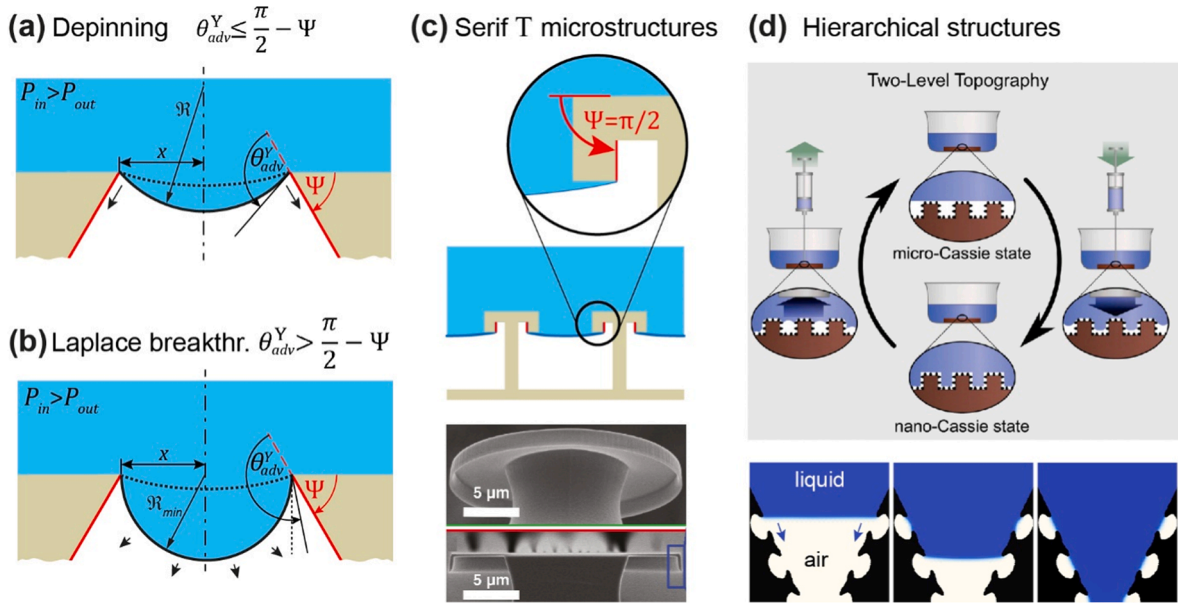 (a) Depinning θ^Y_adv ≤ π/2 − Ψ
P_in>P_out
ℜ
x
θ^Y_adv
Ψ
(b) Laplace breakthr. θ^Y_adv > π/2 − Ψ
P_in>P_out
x
ℜ_min
θ^Y_adv
Ψ
(c) Serif T microstructures
Ψ=π/2
5 µm
5 µm
(d) Hierarchical structures
Two-Level Topography
micro-Cassie state
nano-Cassie state
liquid
air